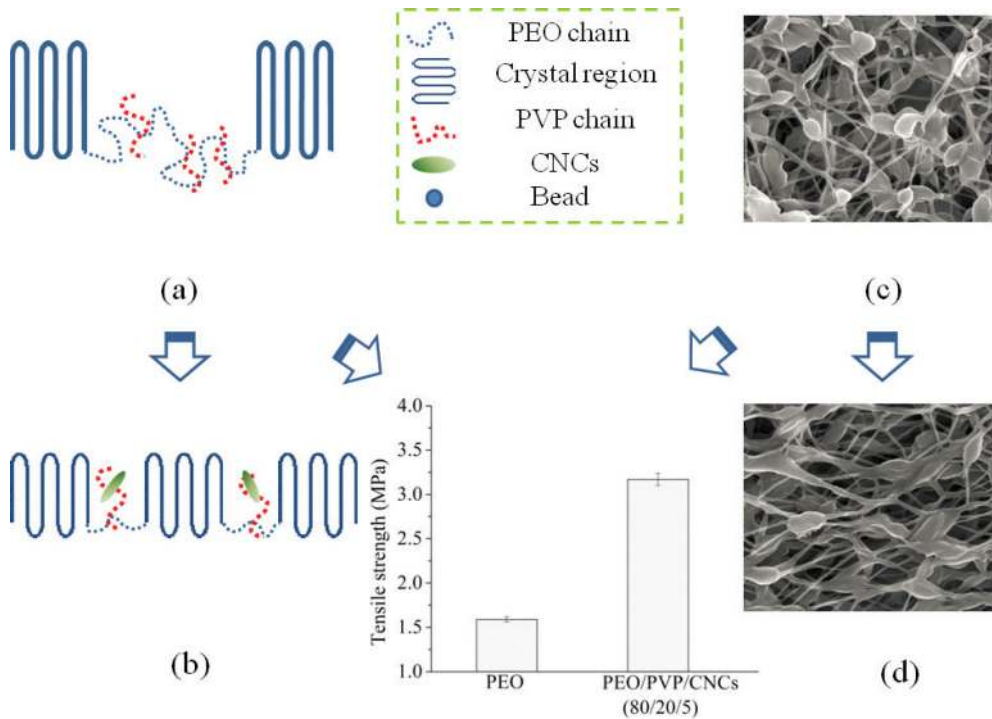 PEO chain
Crystal region
PVP chain
CNCs
Bead
(a)
(c)
4.0
3.5
3.0
2.5
2.0
1.5
1.0
Tensile strength (MPa)
PEO
PEO/PVP/CNCs
(80/20/5)
(b)
(d)